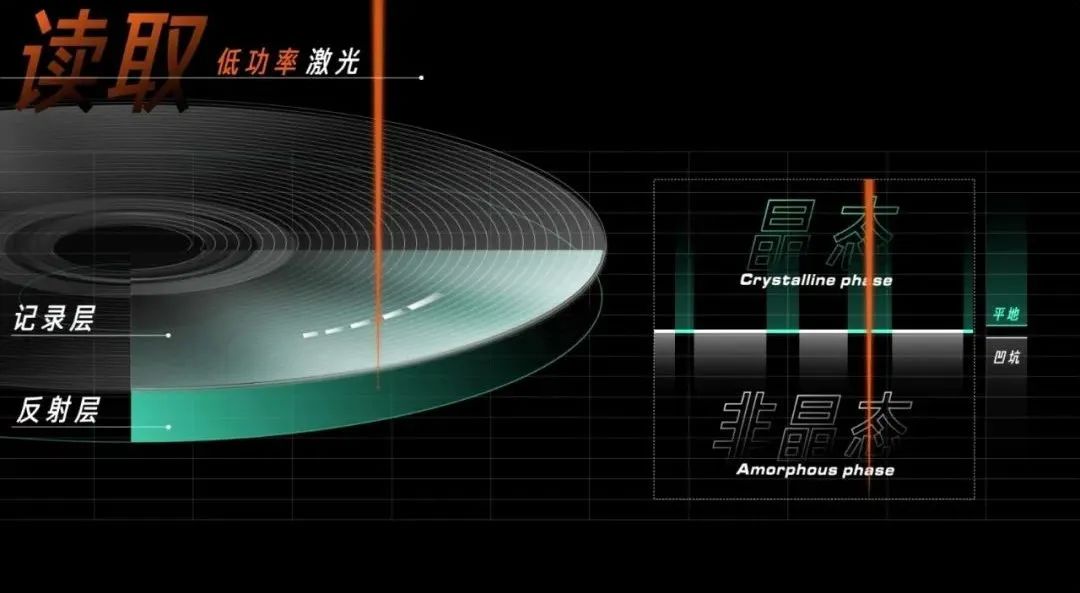 读取
低功率激光
记录层
反射层
晶态
Crystalline phase
平地
凹坑
非晶态
Amorphous phase